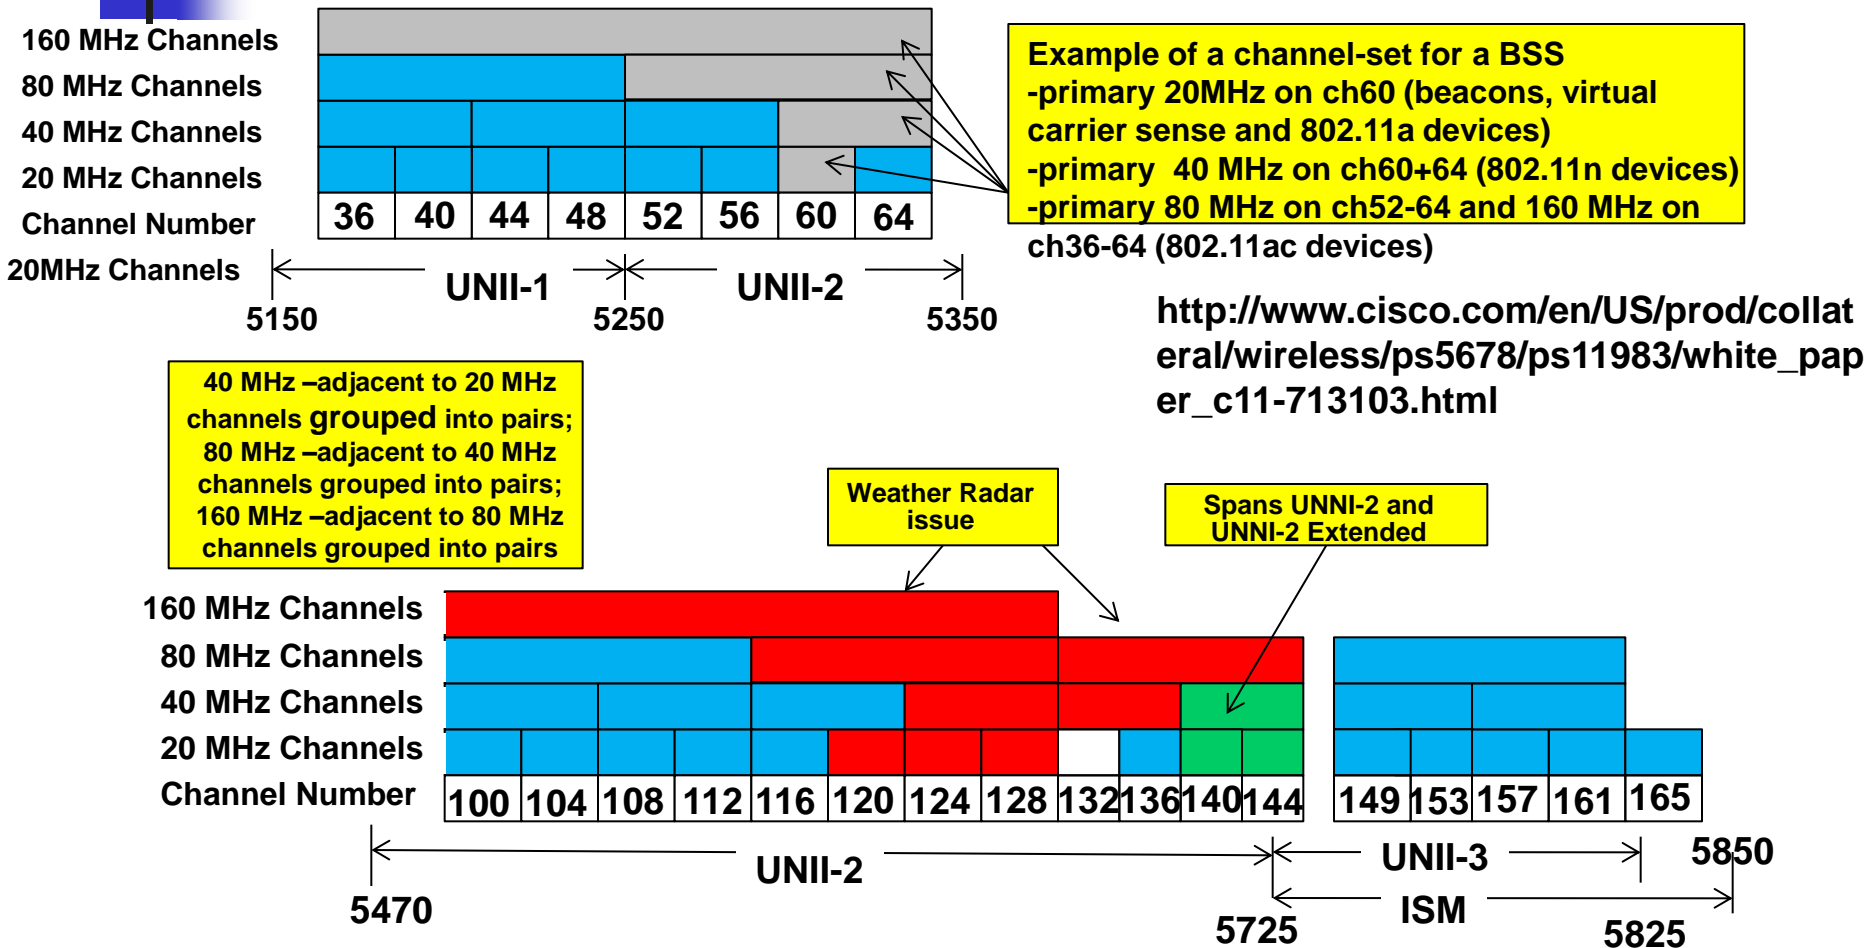 160 MHz Channels
80 MHz Channels
40 MHz Channels
20 MHz Channels
Channel Number
36 40 44 48 52 56 60 64
20MHz Channels
UNII-1
UNII-2
5150
5250
5350
Example of a channel-set for a BSS
-primary 20MHz on ch60 (beacons, virtual
carrier sense and 802.11a devices)
-primary 40 MHz on ch60+64 (802.11n devices)
-primary 80 MHz on ch52-64 and 160 MHz on
ch36-64 (802.11ac devices)
http://www.cisco.com/en/US/prod/collat
eral/wireless/ps5678/ps11983/white_pap
er_c11-713103.html
40 MHz –adjacent to 20 MHz
channels grouped into pairs;
80 MHz –adjacent to 40 MHz
channels grouped into pairs;
160 MHz –adjacent to 80 MHz
channels grouped into pairs
Weather Radar
issue
Spans UNNI-2 and
UNNI-2 Extended
160 MHz Channels
80 MHz Channels
40 MHz Channels
20 MHz Channels
Channel Number
100 104 108 112 116 120 124 128 132 136 140 144 149 153 157 161 165
UNII-2
UNII-3
5850
5470
5725
ISM
5825